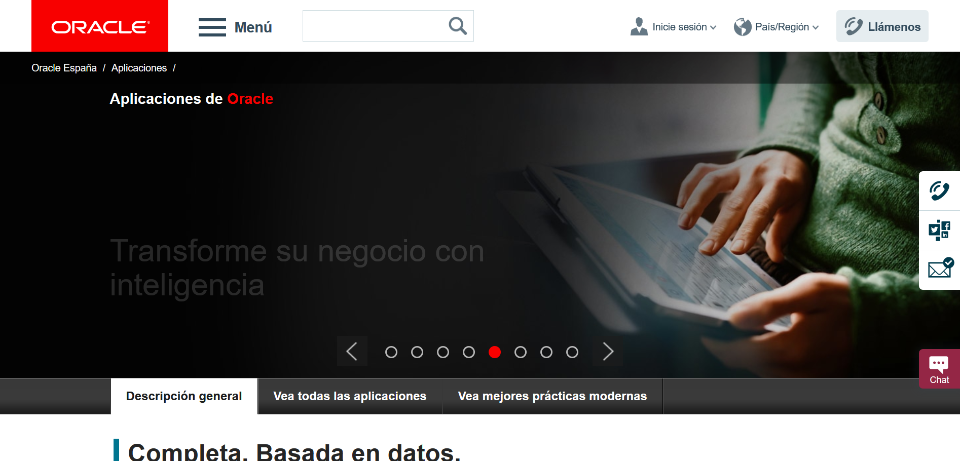 ORACLE
Menú
Inicie sesión
País/Región
Llámenos
Oracle España / Aplicaciones /
Aplicaciones de Oracle
Transforme su negocio con
inteligencia
Chat
Descripción general
Vea todas las aplicaciones
Vea mejores prácticas modernas
Completa. Basada en datos.